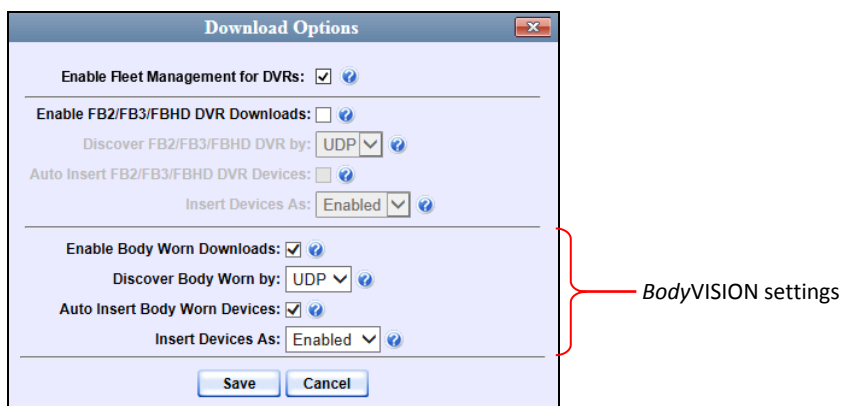 Download Options
Enable Fleet Management for DVRs:
Enable FB2/FB3/FBHD DVR Downloads:
Discover FB2/FB3/FBHD DVR by: UDP
Auto Insert FB2/FB3/FBHD DVR Devices:
Insert Devices As: Enabled
Enable Body Worn Downloads:
Discover Body Worn by: UDP
Auto Insert Body Worn Devices:
Insert Devices As: Enabled
BodyVISION settings
Save Cancel